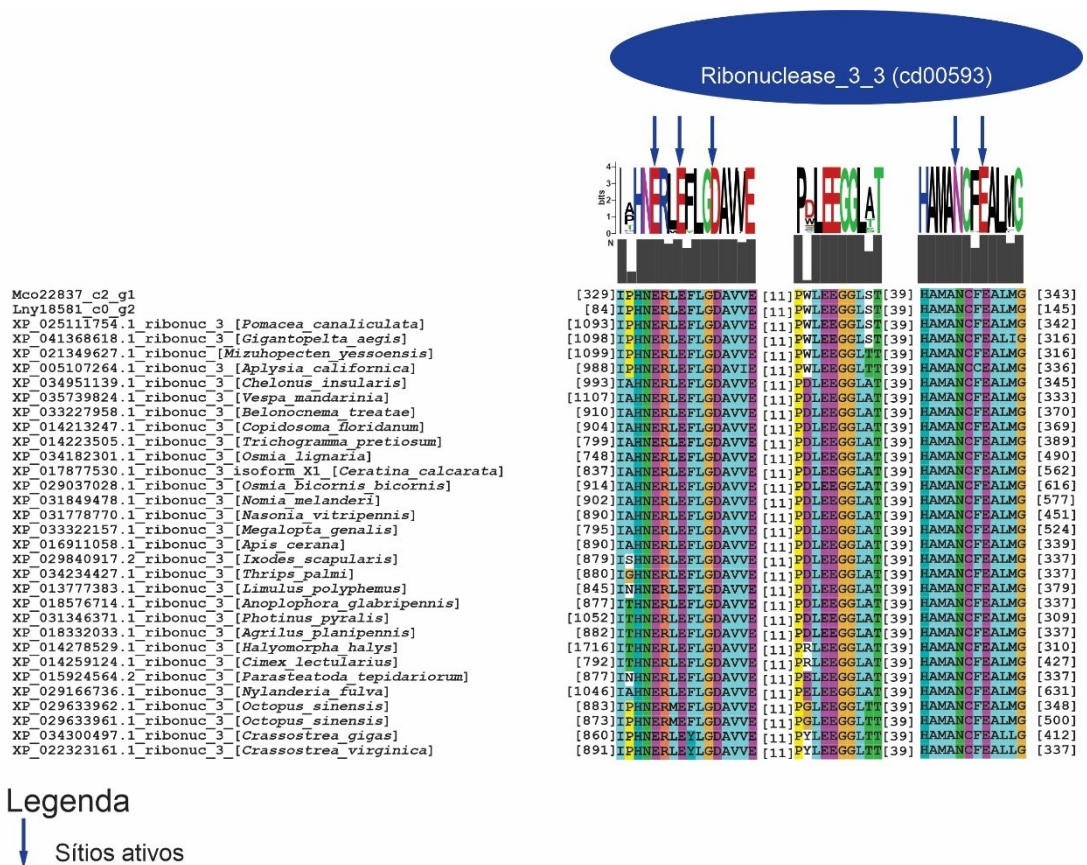 Ribonuclease_3_3 (cd00593)
4
3
2
1
0
bits
N
Mco22837_c2_g1 [329] IPHNERLEFLGDAVVE [11] PWLEEGGLST [39] HAMANCFEALMG [343]
Lny18581_c0_g2 [84] IPHNERLEFLGDAVVE [11] PWLEEGGLST [39] HAMANCFEALMG [145]
XP_025111754.1_ribonuc_3_[Pomacea_canaliculata] [1093] IPHNERLEFLGDAVVE [11] PWLEEGGLST [39] HAMANCFEALMG [342]
XP_041368618.1_ribonuc_3_[Gigantopelta_aegis] [1098] IPHNERLEFLGDAVVE [11] PWLEEGGLST [39] HAMANCFEALIG [316]
XP_021349627.1_ribonuc_[Mizuhopecten_yessoensis] [1099] IPHNERLEFLGDAVVE [11] PWLEEGGLTT [39] HAMANCFEALMG [316]
XP_005107264.1_ribonuc_3_[Aplysia_californica] [988] IPHNERLEFLGDAVIE [11] PWLEEGGLTT [39] HAMANCCEALMG [336]
XP_034951139.1_ribonuc_3_[Chelonus_insularis] [993] IAHNERLEFLGDAVVE [11] PDLEEGGLAT [39] HAMANCFEALMG [345]
XP_035739824.1_ribonuc_3_[Vespa_mandarinia] [1107] IAHNERLEFLGDAVVE [11] PDLEEGGLAT [39] HAMANCFEALMG [333]
XP_033227958.1_ribonuc_3_[Belonocnema_treatae] [910] IAHNERLEFLGDAVVE [11] PDLEEGGLAT [39] HAMANCFEALMG [370]
XP_014213247.1_ribonuc_3_[Copidosoma_floridanum] [904] IAHNERLEFLGDAVVE [11] PDLEEGGLAT [39] HAMANCFEALMG [369]
XP_014223505.1_ribonuc_3_[Trichogramma_pretiosum] [799] IAHNERLEFLGDAVVE [11] PDLEEGGLAT [39] HAMANCFEALMG [389]
XP_034182301.1_ribonuc_3_[Osmia_lignaria] [748] IAHNERLEFLGDAVVE [11] PDLEEGGLAT [39] HAMANCFEALMG [490]
XP_017877530.1_ribonuc_3_isoform_X1_[Ceratina_calcarata] [837] IAHNERLEFLGDAVVE [11] PDLEEGGLAT [39] HAMANCFEALMG [562]
XP_029037028.1_ribonuc_3_[Osmia_bicornis_bicornis] [914] IAHNERLEFLGDAVVE [11] PDLEEGGLAT [39] HAMANCFEALMG [616]
XP_031849478.1_ribonuc_3_[Nomia_melanderi] [902] IAHNERLEFLGDAVVE [11] PDLEEGGLAT [39] HAMANCFEALMG [577]
XP_031778770.1_ribonuc_3_[Nasonia_vitripennis] [890] IAHNERLEFLGDAVVE [11] PDLEEGGLAT [39] HAMANCFEALMG [451]
XP_033322157.1_ribonuc_3_[Megalopta_genalis] [795] IAHNERLEFLGDAVVE [11] PDLEEGGLAT [39] HAMANCFEALMG [524]
XP_016911058.1_ribonuc_3_[Apis_cerana] [890] IAHNERLEFLGDAVVE [11] PDLEEGGLAT [39] HAMANCFEALMG [339]
XP_029840917.2_ribonuc_3_[Ixodes_scapularis] [879] ISHNERLEFLGDAVVE [11] PDLEEGGLAT [39] HAMANCFEALMG [337]
XP_034234427.1_ribonuc_3_[Thrips_palmi] [880] IGHNERLEFLGDAVVE [11] PDLEEGGLAT [39] HAMANCFEALMG [337]
XP_013777383.1_ribonuc_3_[Limulus_polyphemus] [845] INHNERLEFLGDAVVE [11] PDLEEGGLAT [39] HAMANCFEALMG [379]
XP_018576714.1_ribonuc_3_[Anoplophora_glabripennis] [877] ITHNERLEFLGDAVVE [11] PDLEEGGLAT [39] HAMANCFEALMG [337]
XP_031346371.1_ribonuc_3_[Photinus_pyralis] [1052] ITHNERLEFLGDAVVE [11] PDLEEGGLAT [39] HAMANCFEALMG [309]
XP_018332033.1_ribonuc_3_[Agrilus_planipennis] [882] ITHNERLEFLGDAVVE [11] PDLEEGGLAT [39] HAMANCFEALMG [337]
XP_014278529.1_ribonuc_3_[Halyomorpha_halys] [1716] ITHNERLEFLGDAVVE [11] PRLEEGGLAT [39] HAMANCFEALMG [310]
XP_014259124.1_ribonuc_3_[Cimex_lectularius] [792] ITHNERLEFLGDAVVE [11] PRLEEGGLAT [39] HAMANCFEALMG [427]
XP_015924564.2_ribonuc_3_[Parasteatoda_tepidariorum] [877] INHNERLEFLGDAVVE [11] PELEEGGLAT [39] HAMANCFEALMG [337]
XP_029166736.1_ribonuc_3_[Nylanderia_fulva] [1046] IAHNERLEFLGDAVVE [11] PELEEGGLAT [39] HAMANCFEALMG [631]
XP_029633962.1_ribonuc_3_[Octopus_sinensis] [883] IPHNERMEFLGDAVVE [11] PGLEEGGLTT [39] HAMANCFEALMG [348]
XP_029633961.1_ribonuc_3_[Octopus_sinensis] [873] IPHNERMEFLGDAVVE [11] PGLEEGGLTT [39] HAMANCFEALMG [500]
XP_034300497.1_ribonuc_3_[Crassostrea_gigas] [860] IPHNERLEYLGDAVVE [11] PYLEEGGLTT [39] HAMANCFEALLG [412]
XP_022323161.1_ribonuc_3_[Crassostrea_virginica] [891] IPHNERLEFLGDAVVE [11] PYLEEGGLTT [39] HAMANCFEALLG [337]
Legenda
Sítios ativos